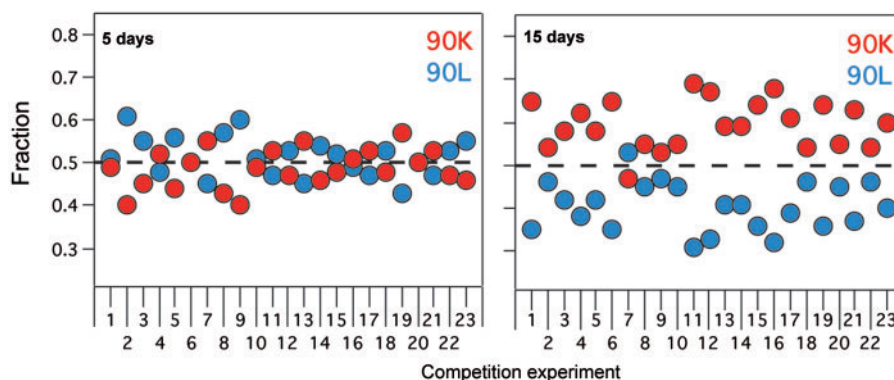 5 days
90K
90L
15 days
90K
90L
Fraction
0.8
0.7
0.6
0.5
0.4
0.3
1 3 5 7 9 11 13 15 17 19 21 23
2 4 6 8 10 12 14 16 18 20 22
1 3 5 7 9 11 13 15 17 19 21 23
2 4 6 8 10 12 14 16 18 20 22
Competition experiment